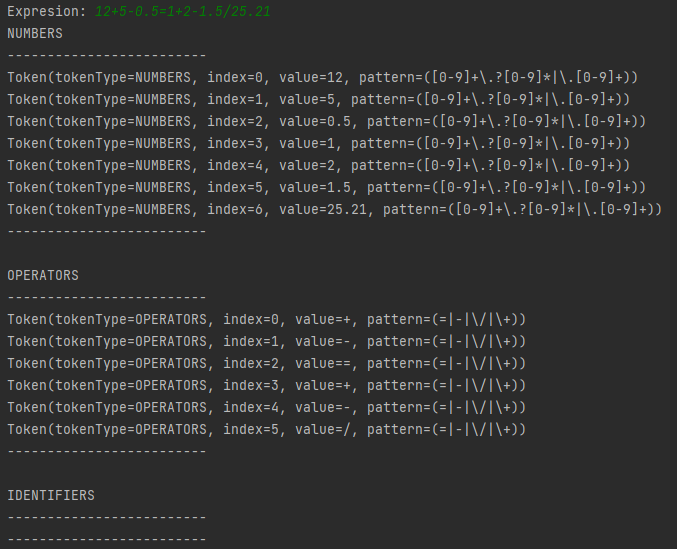 Expresion: 12+5-0.5=1+2-1.5/25.21
NUMBERS
-------------------------
Token(tokenType=NUMBERS, index=0, value=12, pattern=([0-9]+\.?[0-9]*|\.[0-9]+))
Token(tokenType=NUMBERS, index=1, value=5, pattern=([0-9]+\.?[0-9]*|\.[0-9]+))
Token(tokenType=NUMBERS, index=2, value=0.5, pattern=([0-9]+\.?[0-9]*|\.[0-9]+))
Token(tokenType=NUMBERS, index=3, value=1, pattern=([0-9]+\.?[0-9]*|\.[0-9]+))
Token(tokenType=NUMBERS, index=4, value=2, pattern=([0-9]+\.?[0-9]*|\.[0-9]+))
Token(tokenType=NUMBERS, index=5, value=1.5, pattern=([0-9]+\.?[0-9]*|\.[0-9]+))
Token(tokenType=NUMBERS, index=6, value=25.21, pattern=([0-9]+\.?[0-9]*|\.[0-9]+))
-------------------------
OPERATORS
-------------------------
Token(tokenType=OPERATORS, index=0, value=+, pattern=(=|-|\/|\+))
Token(tokenType=OPERATORS, index=1, value=-, pattern=(=|-|\/|\+))
Token(tokenType=OPERATORS, index=2, value==, pattern=(=|-|\/|\+))
Token(tokenType=OPERATORS, index=3, value=+, pattern=(=|-|\/|\+))
Token(tokenType=OPERATORS, index=4, value=-, pattern=(=|-|\/|\+))
Token(tokenType=OPERATORS, index=5, value=/, pattern=(=|-|\/|\+))
-------------------------
IDENTIFIERS
-------------------------
-------------------------